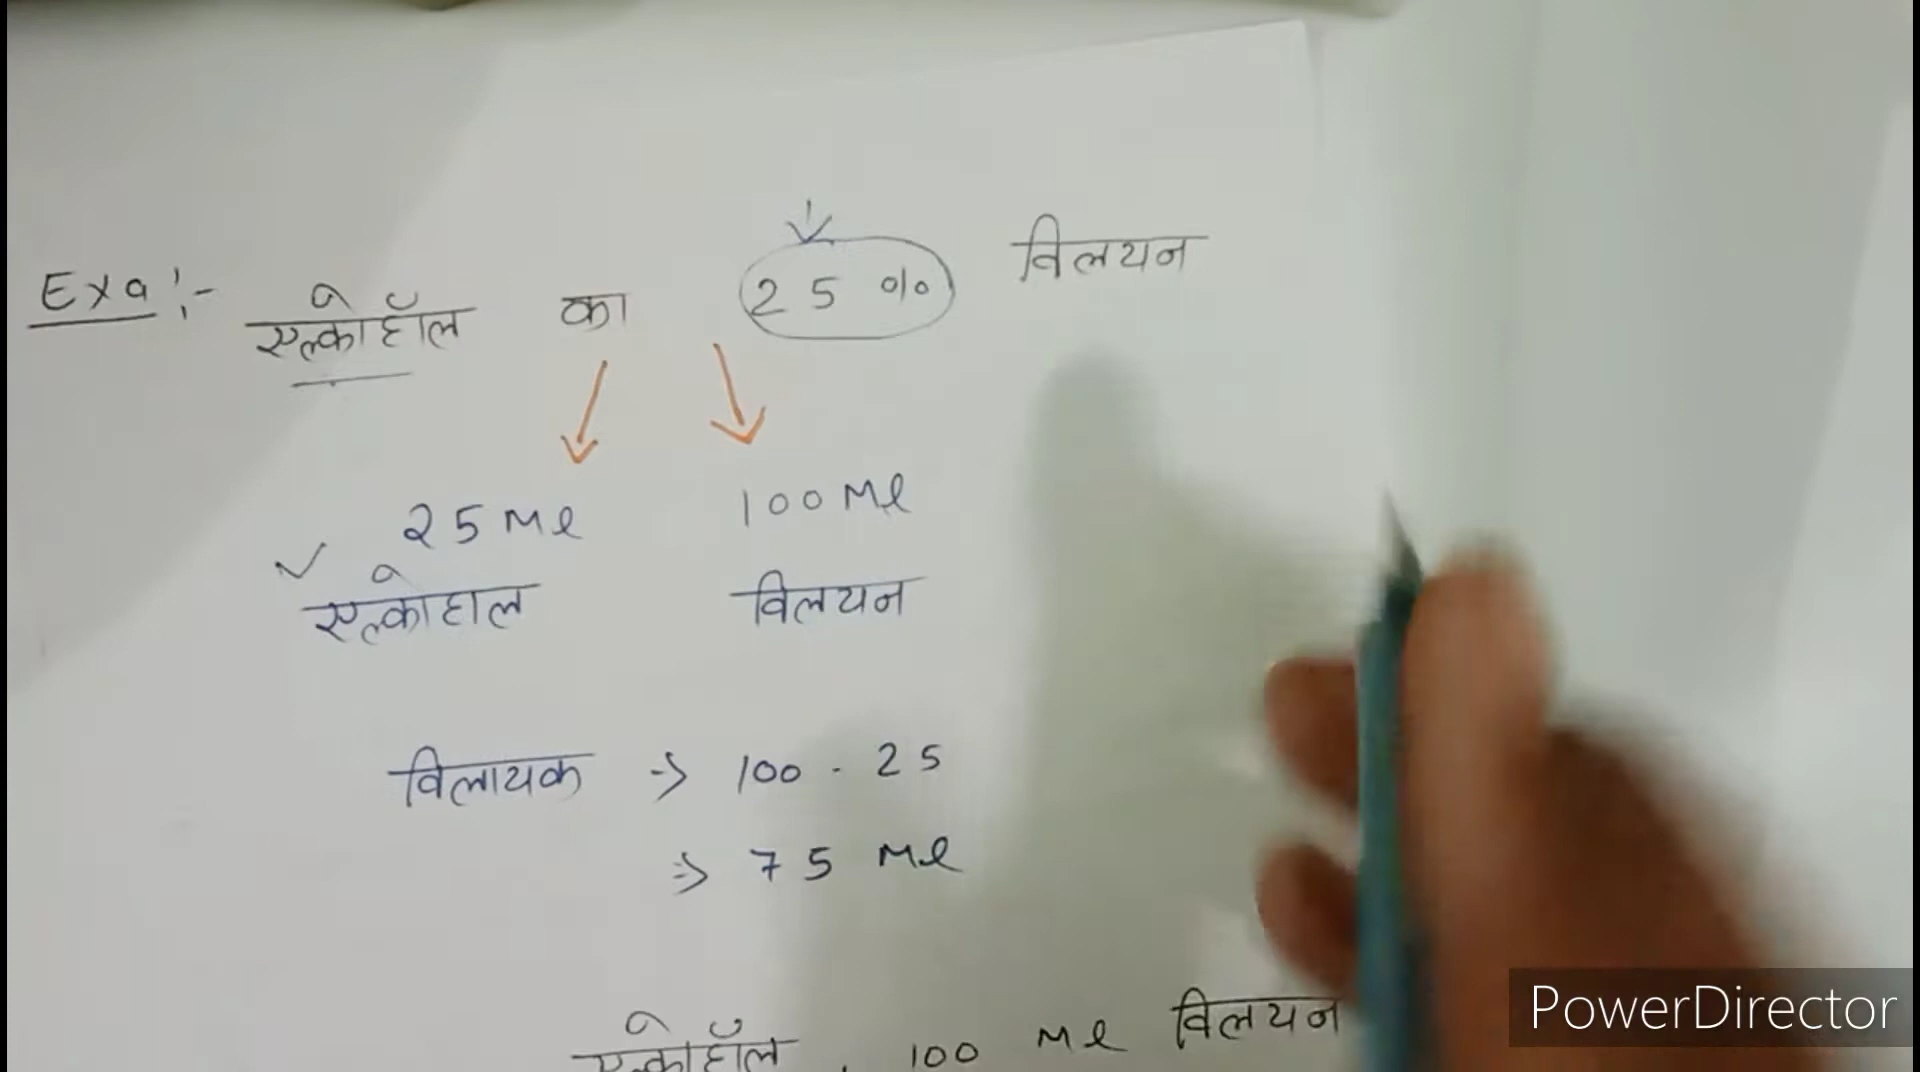 Exa :- एल्कोहॉल का 25 % विलयन
25 Ml 100 Ml
एल्कोहाल विलयन
विलायक → 100 - 25
⇒ 75 Ml
एल्कोहॉल , 100 Ml विलयन
PowerDirector